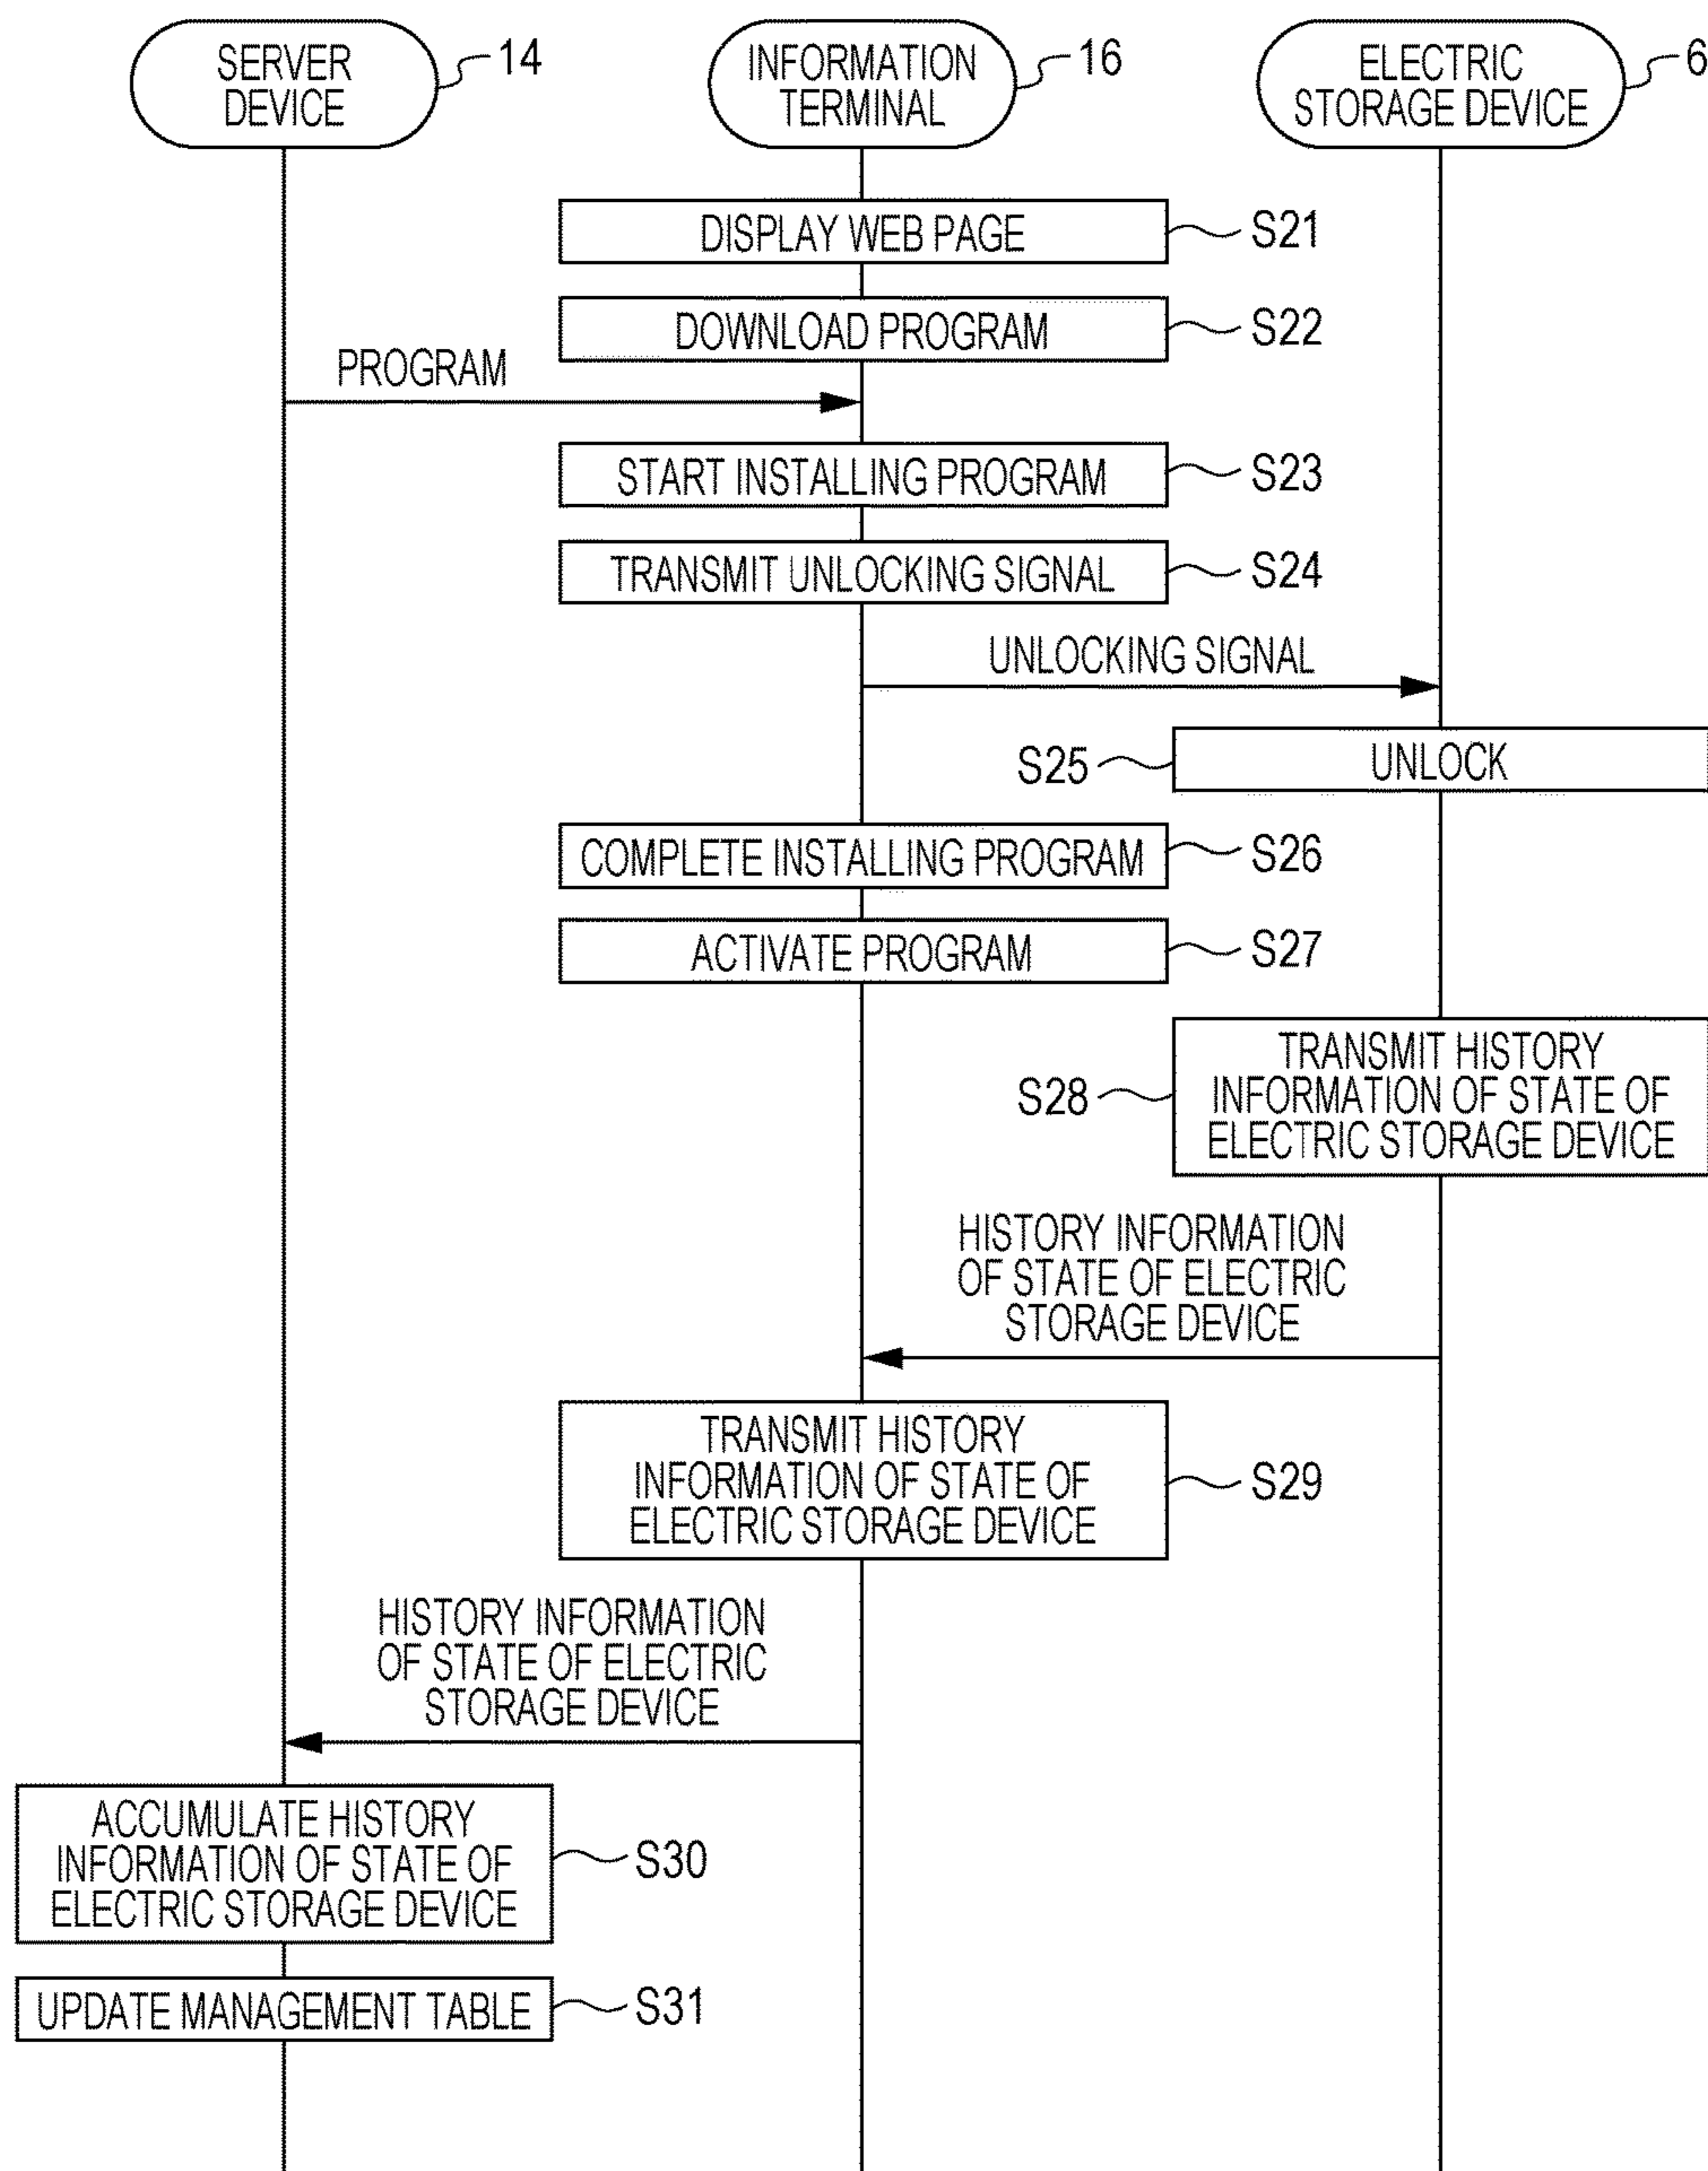 SERVER
DEVICE
14
INFORMATION
TERMINAL
16
ELECTRIC
STORAGE DEVICE
6
DISPLAY WEB PAGE
S21
DOWNLOAD PROGRAM
S22
PROGRAM
START INSTALLING PROGRAM
S23
TRANSMIT UNLOCKING SIGNAL
S24
UNLOCKING SIGNAL
S25
UNLOCK
COMPLETE INSTALLING PROGRAM
S26
ACTIVATE PROGRAM
S27
S28
TRANSMIT HISTORY
INFORMATION OF STATE OF
ELECTRIC STORAGE DEVICE
HISTORY INFORMATION
OF STATE OF ELECTRIC
STORAGE DEVICE
TRANSMIT HISTORY
INFORMATION OF STATE OF
ELECTRIC STORAGE DEVICE
S29
HISTORY INFORMATION
OF STATE OF ELECTRIC
STORAGE DEVICE
ACCUMULATE HISTORY
INFORMATION OF STATE OF
ELECTRIC STORAGE DEVICE
S30
UPDATE MANAGEMENT TABLE
S31